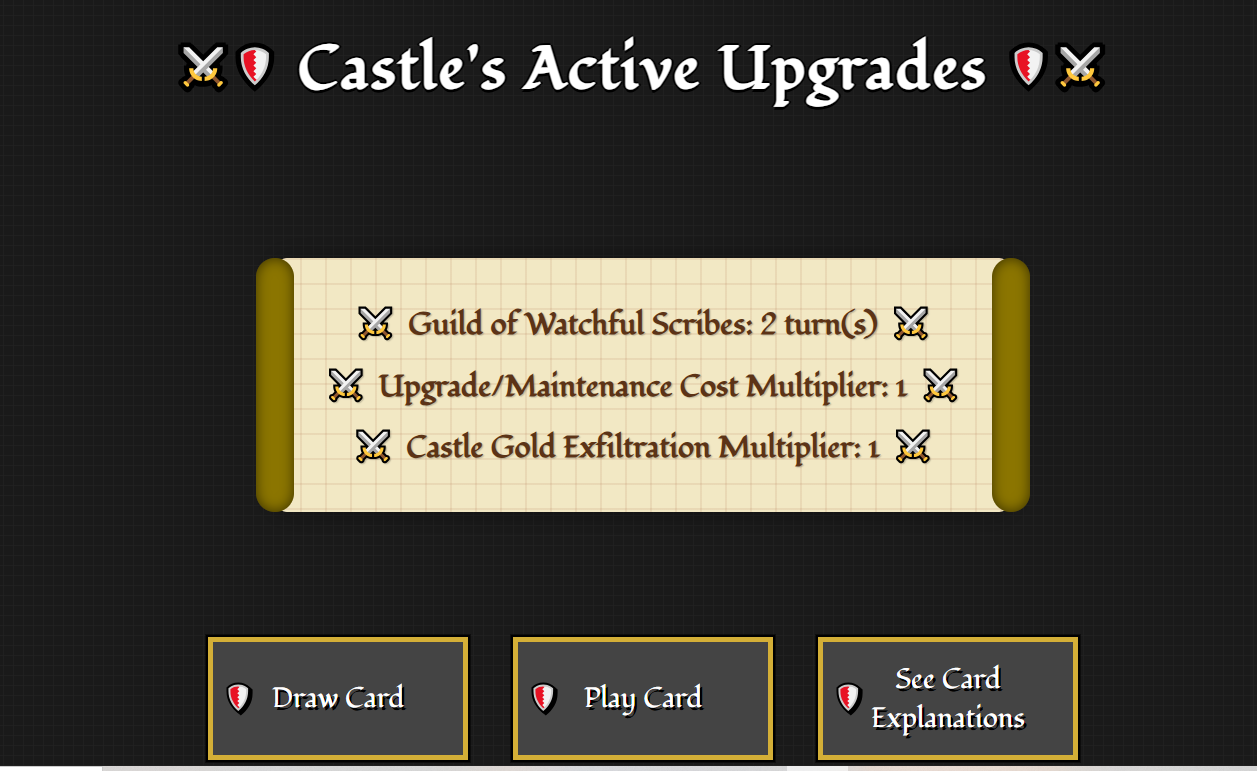 Castle's Active Upgrades
Guild of Watchful Scribes: 2 turn(s)
Upgrade/Maintenance Cost Multiplier: 1
Castle Gold Exfiltration Multiplier: 1
Draw Card
Play Card
See Card
Explanations